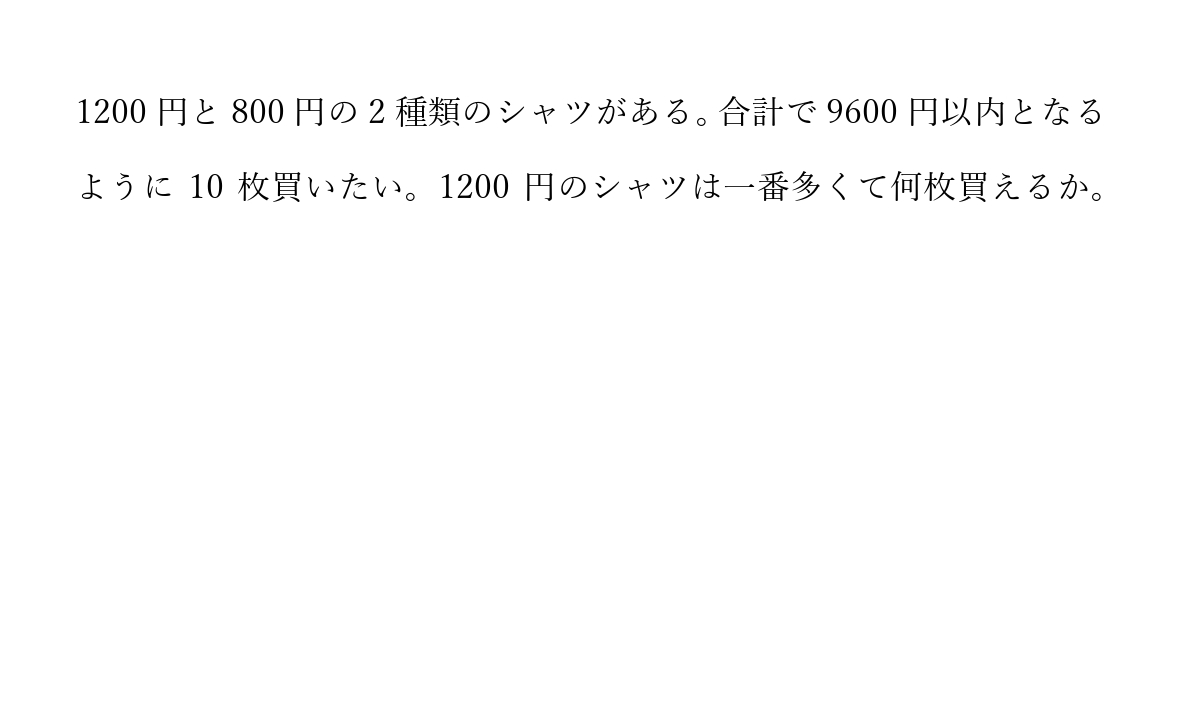 1200 円と 800 円の 2 種類のシャツがある。合計で 9600 円以内となる
ように 10 枚買いたい。1200 円のシャツは一番多くて何枚買えるか。